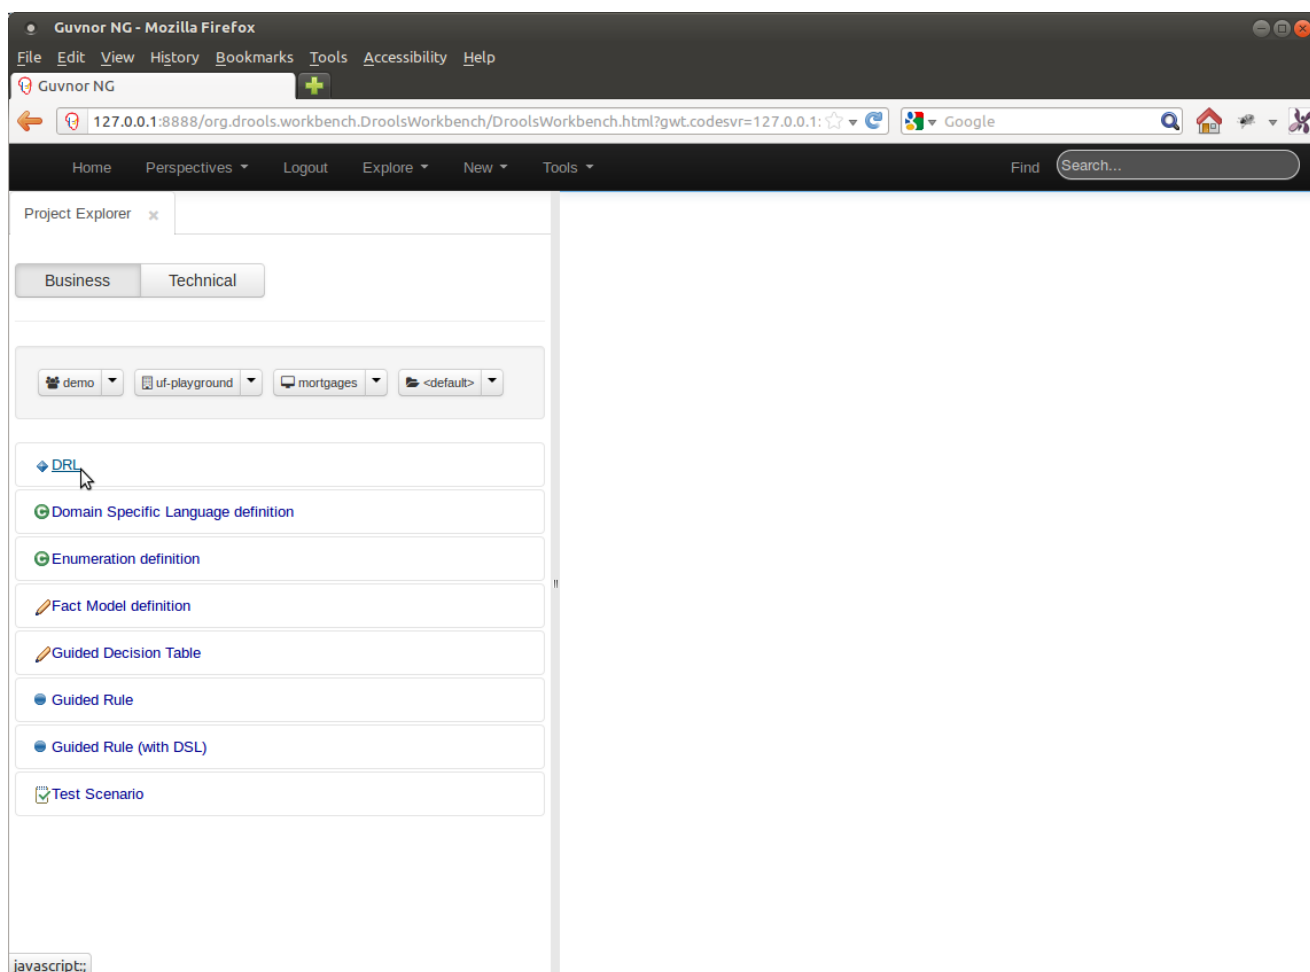 Guvnor NG - Mozilla Firefox
File Edit View History Bookmarks Tools Accessibility Help
Guvnor NG
127.0.0.1:8888/org.drools.workbench.DroolsWorkbench/DroolsWorkbench.html?gwt.codesvr=127.0.0.1: Google
Home Perspectives Logout Explore New Tools Find Search...
Project Explorer
Business Technical
demo uf-playground mortgages <default>
DRL
Domain Specific Language definition
Enumeration definition
Fact Model definition
Guided Decision Table
Guided Rule
Guided Rule (with DSL)
Test Scenario
javascript:;